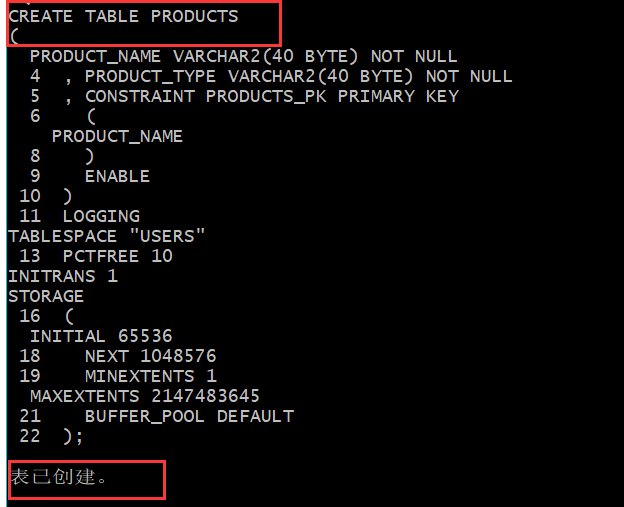 CREATE TABLE PRODUCTS
(
  PRODUCT_NAME VARCHAR2(40 BYTE) NOT NULL
  4  , PRODUCT_TYPE VARCHAR2(40 BYTE) NOT NULL
  5  , CONSTRAINT PRODUCTS_PK PRIMARY KEY
  6    (
    PRODUCT_NAME
  8    )
  9    ENABLE
 10  )
 11  LOGGING
TABLESPACE "USERS"
 13  PCTFREE 10
INITRANS 1
STORAGE
 16  (
  INITIAL 65536
 18    NEXT 1048576
 19    MINEXTENTS 1
  MAXEXTENTS 2147483645
 21    BUFFER_POOL DEFAULT
 22  );
表已创建。